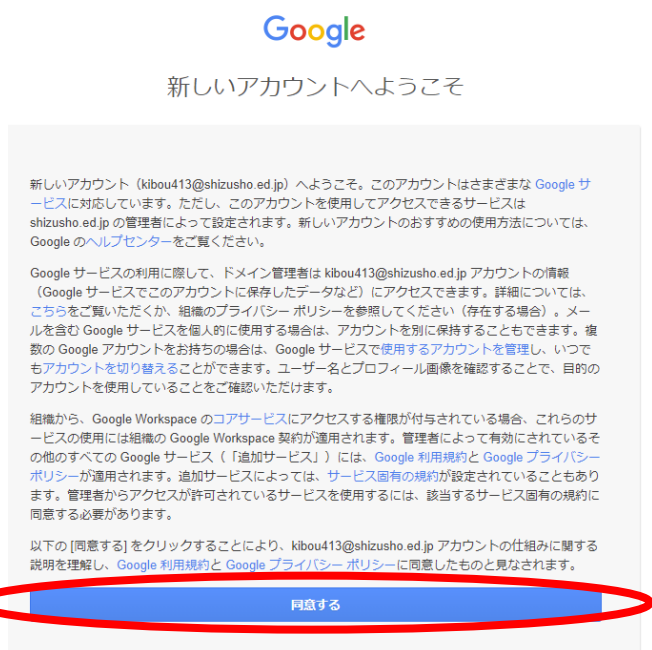 Google
新しいアカウントへようこそ
新しいアカウント（kibou413@shizusho.ed.jp）へようこそ。このアカウントはさまざまな Google サ
ービスに対応しています。ただし、このアカウントを使用してアクセスできるサービスは
shizusho.ed.jp の管理者によって設定されます。新しいアカウントのおすすめの使用方法については、
Google のヘルプセンターをご覧ください。
Google サービスの利用に際して、ドメイン管理者は kibou413@shizusho.ed.jp アカウントの情報
（Google サービスでこのアカウントに保存したデータなど）にアクセスできます。詳細については、
こちらをご覧いただくか、組織のプライバシー ポリシーを参照してください（存在する場合）。メー
ルを含む Google サービスを個人的に使用する場合は、アカウントを別に保持することもできます。複
数の Google アカウントをお持ちの場合は、Google サービスで使用するアカウントを管理し、いつで
もアカウントを切り替えることができます。ユーザー名とプロフィール画像を確認することで、目的の
アカウントを使用していることをご確認いただけます。
組織から、Google Workspace のコアサービスにアクセスする権限が付与されている場合、これらのサ
ービスの使用には組織の Google Workspace 契約が適用されます。管理者によって有効にされているそ
の他のすべての Google サービス（「追加サービス」）には、Google 利用規約と Google プライバシー
ポリシーが適用されます。追加サービスによっては、サービス固有の規約が設定されていることもあり
ます。管理者からアクセスが許可されているサービスを使用するには、該当するサービス固有の規約に
同意する必要があります。
以下の [同意する] をクリックすることにより、kibou413@shizusho.ed.jp アカウントの仕組みに関する
説明を理解し、Google 利用規約と Google プライバシー ポリシーに同意したものと見なされます。
同意する